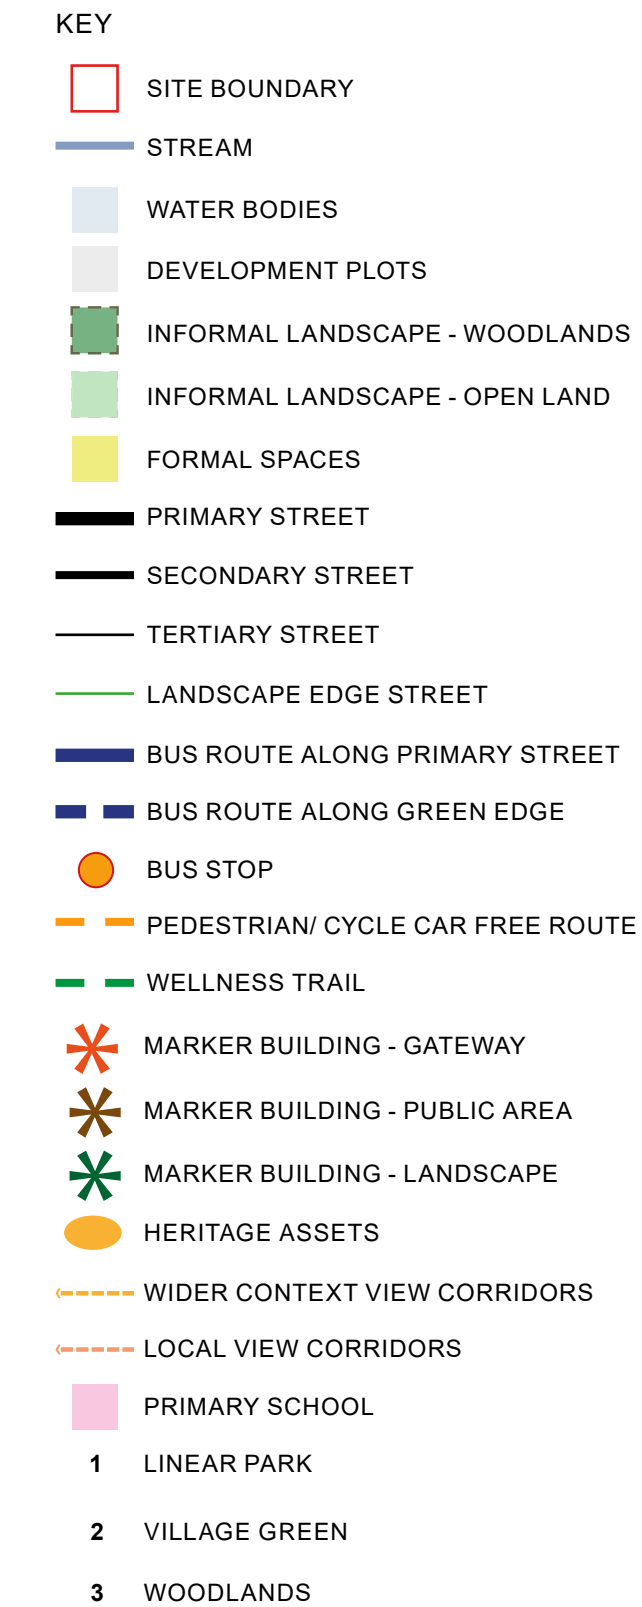 KEY
SITE BOUNDARY
STREAM
WATER BODIES
DEVELOPMENT PLOTS
INFORMAL LANDSCAPE - WOODLANDS
INFORMAL LANDSCAPE - OPEN LAND
FORMAL SPACES
PRIMARY STREET
SECONDARY STREET
TERTIARY STREET
LANDSCAPE EDGE STREET
BUS ROUTE ALONG PRIMARY STREET
BUS ROUTE ALONG GREEN EDGE
BUS STOP
PEDESTRIAN/ CYCLE CAR FREE ROUTE
WELLNESS TRAIL
MARKER BUILDING - GATEWAY
MARKER BUILDING - PUBLIC AREA
MARKER BUILDING - LANDSCAPE
HERITAGE ASSETS
WIDER CONTEXT VIEW CORRIDORS
LOCAL VIEW CORRIDORS
PRIMARY SCHOOL
1 LINEAR PARK
2 VILLAGE GREEN
3 WOODLANDS